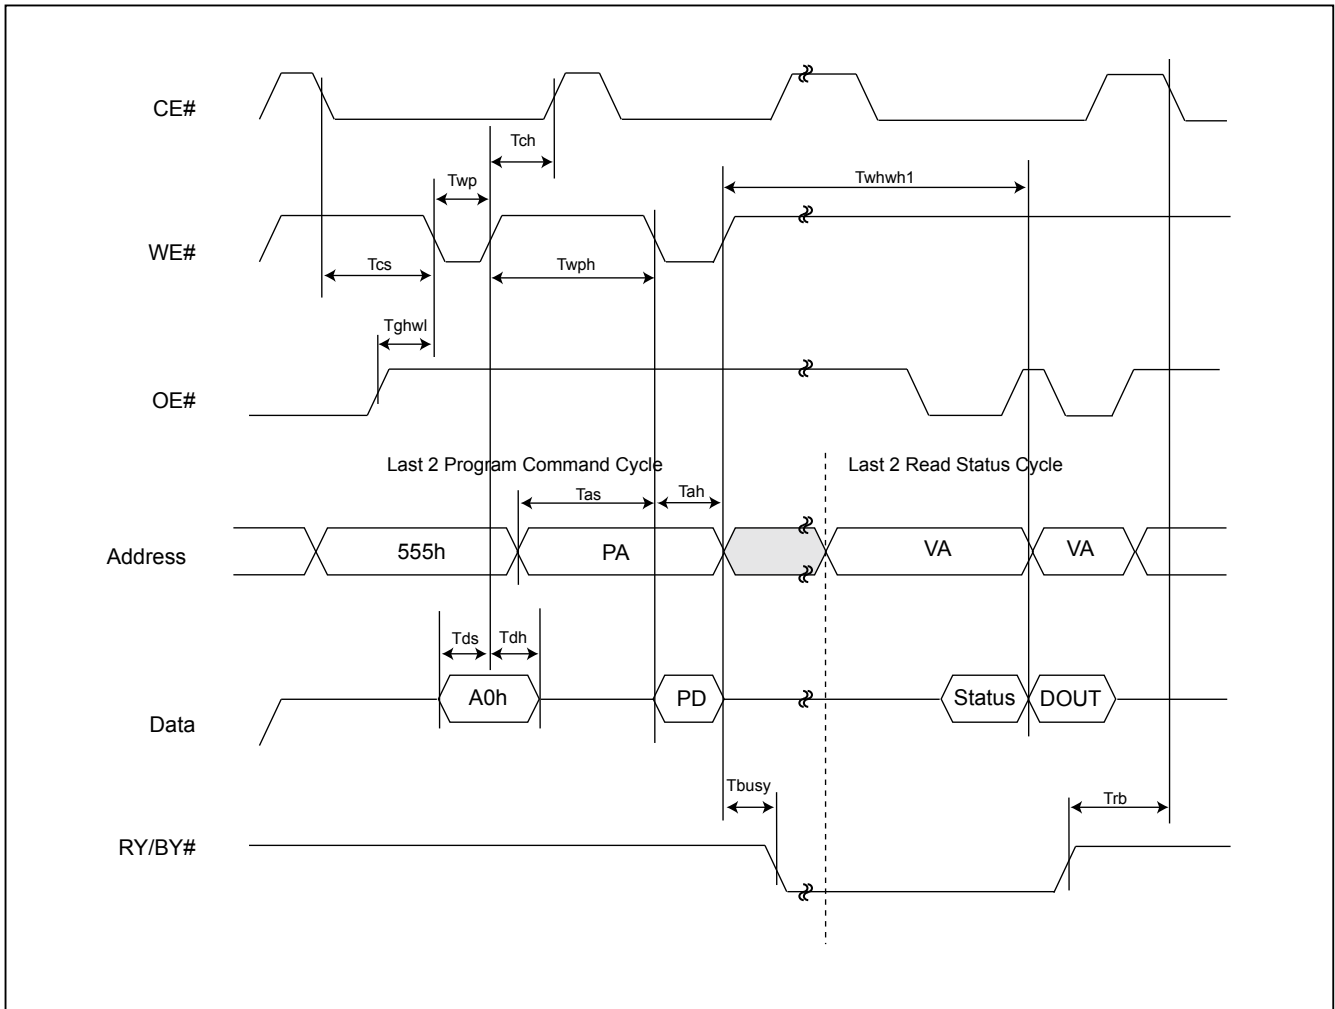 CE#
Tch
Twp
Twhwh1
WE#
Tcs
Twph
Tghwl
OE#
Last 2 Program Command Cycle
Last 2 Read Status Cycle
Tas
Tah
Address
555h
PA
VA
VA
Tds
Tdh
Data
A0h
PD
Status
DOUT
Tbusy
Trb
RY/BY#